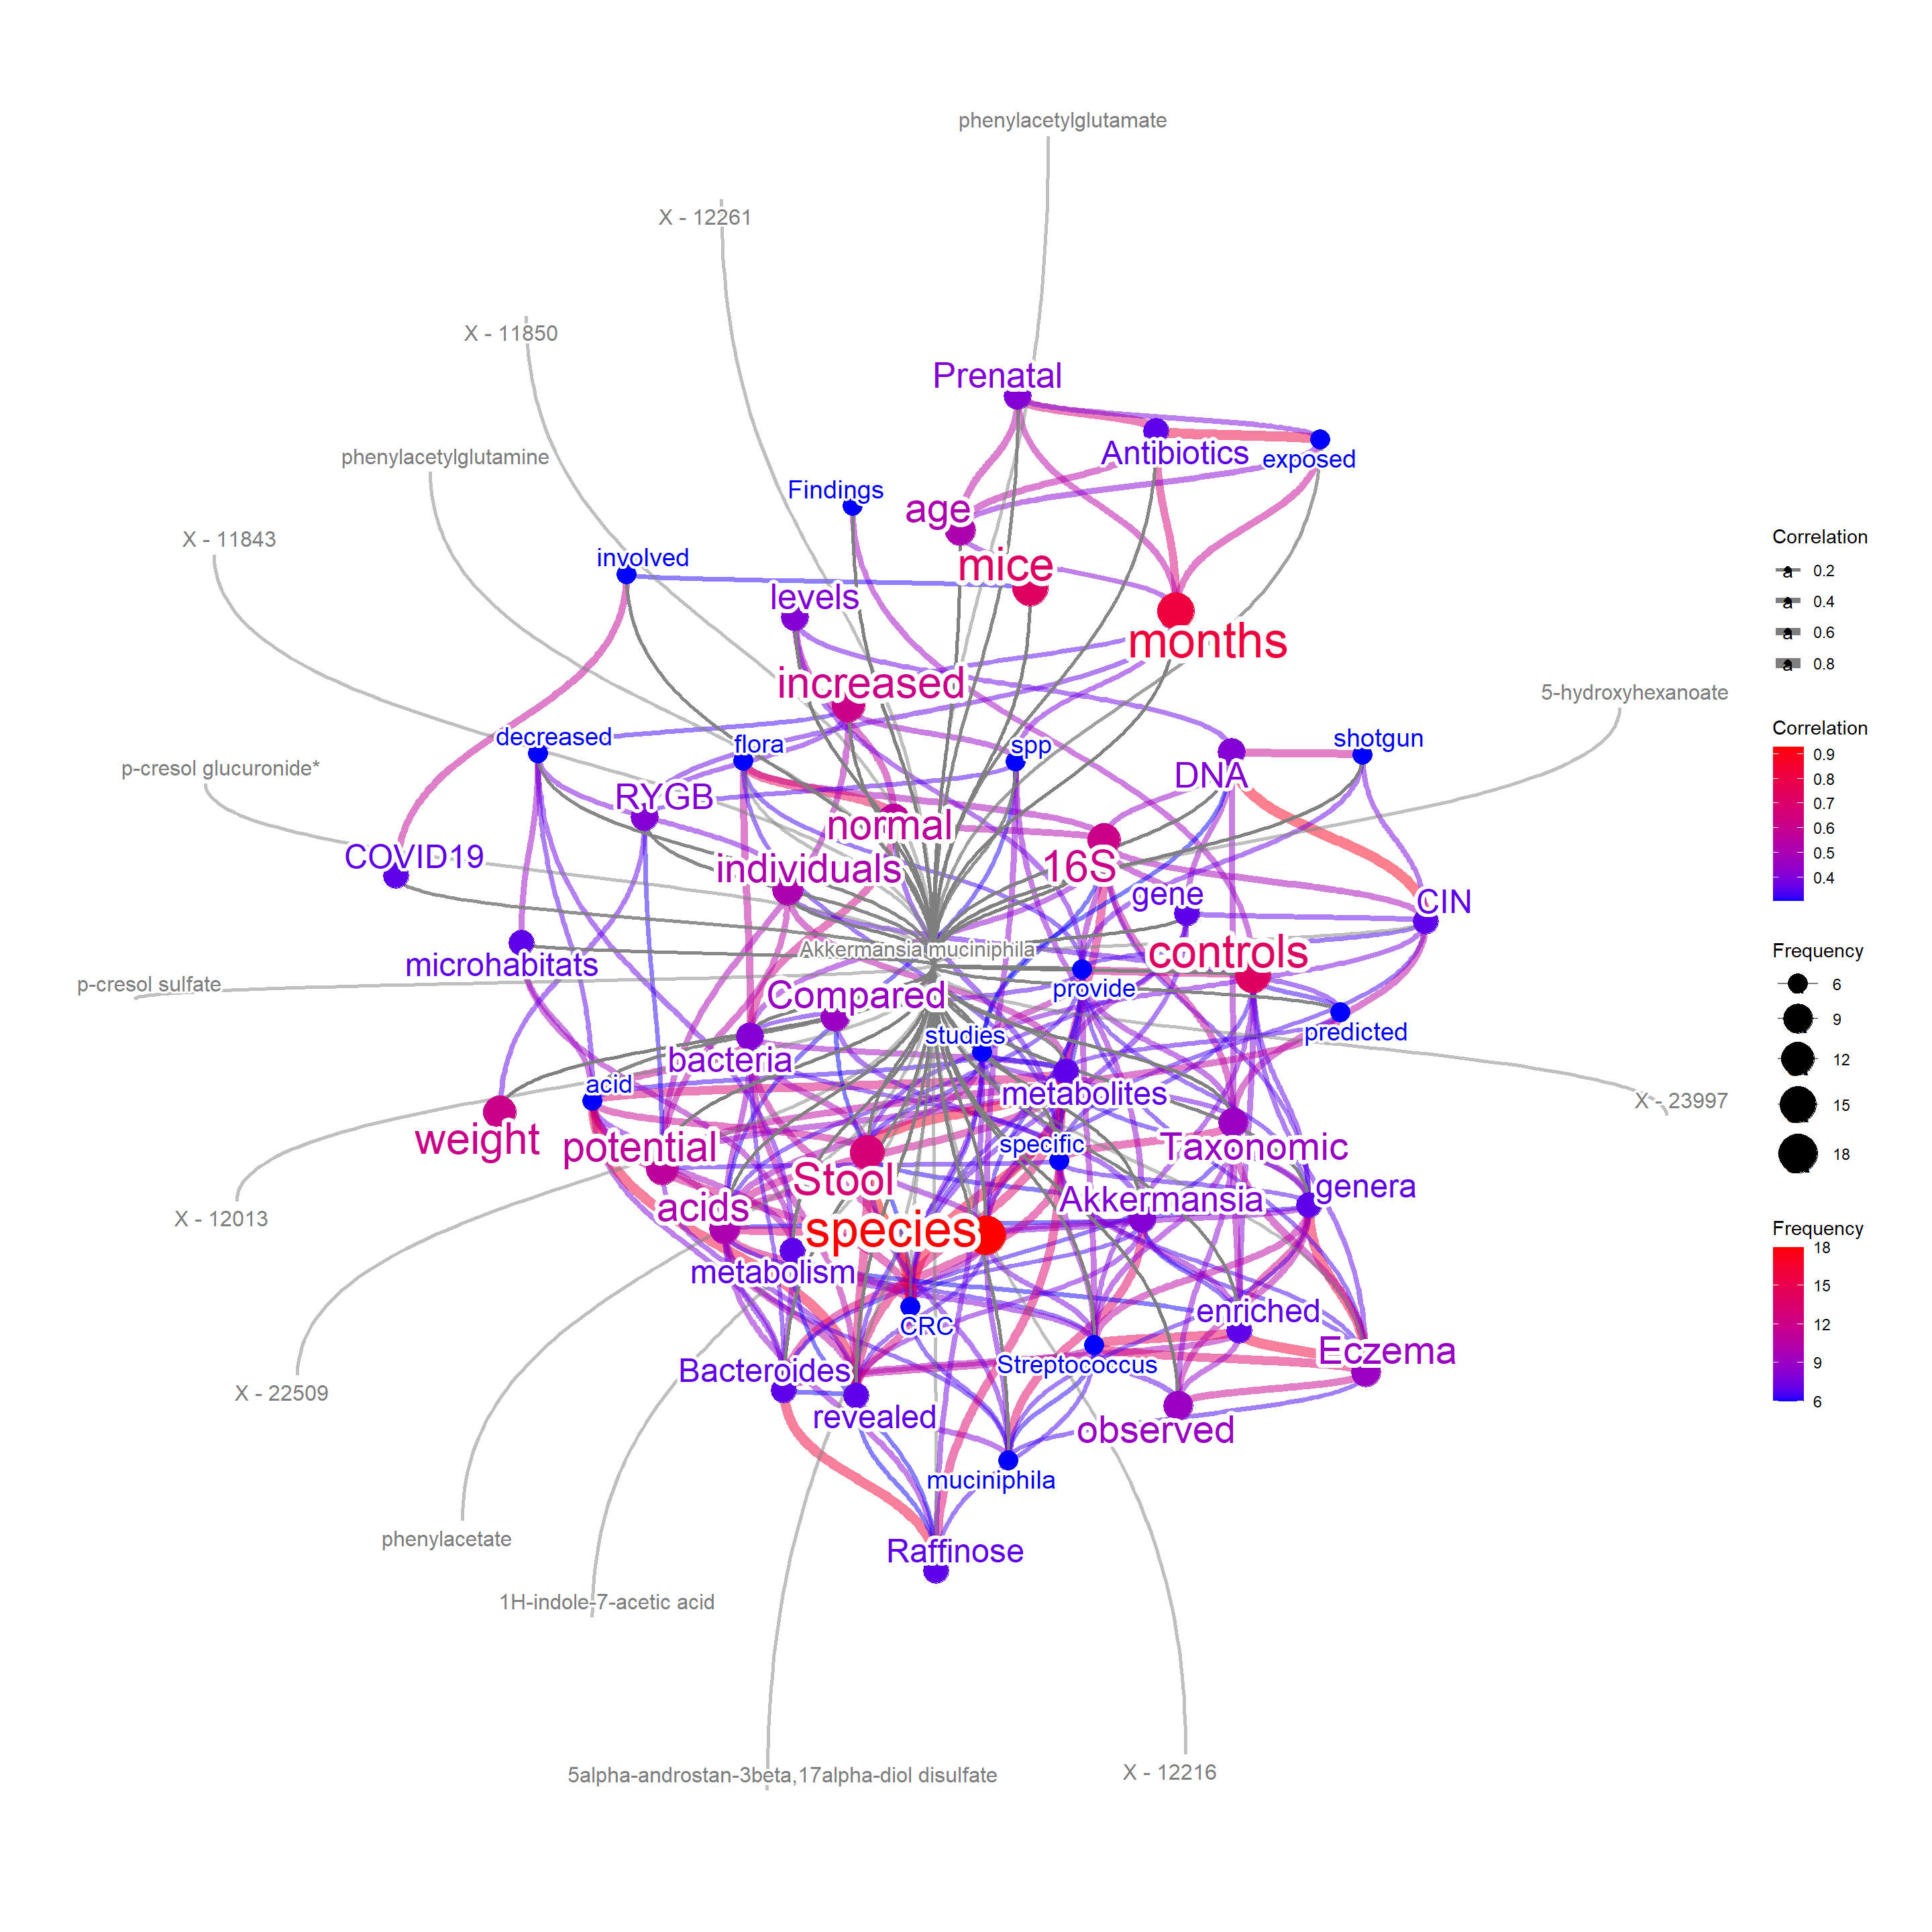 phenylacetylglutamate
X - 12261
X - 11850
Prenatal
Antibiotics
exposed
phenylacetylglutamine
Findings
age
X - 11843
involved
mice
levels
months
increased
5-hydroxyhexanoate
decreased
flora
spp
shotgun
p-cresol glucuronide*
DNA
RYGB
normal
COVID19
individuals
16S
gene
CIN
Akkermansia muciniphila
controls
microhabitats
p-cresol sulfate
Compared
provide
studies
predicted
bacteria
acid
metabolites
X - 23997
weight
potential
specific
Taxonomic
Stool
Akkermansia
genera
acids
X - 12013
species
metabolism
enriched
CRC
Eczema
Streptococcus
Bacteroides
X - 22509
revealed
observed
muciniphila
phenylacetate
Raffinose
1H-indole-7-acetic acid
5alpha-androstan-3beta,17alpha-diol disulfate
X - 12216
Correlation
a 0.2
a 0.4
a 0.6
a 0.8
Correlation
0.9
0.8
0.7
0.6
0.5
0.4
Frequency
6
9
12
15
18
Frequency
18
15
12
9
6